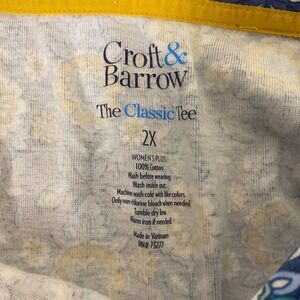 Croft&
Barrow
The Classic Tee
2X
WOMEN'S PLUS
100% Cotton
Wash before wearing.
Wash inside out.
Machine wash cold with like colors.
Only non-chlorine bleach when needed.
Tumble dry low.
Warm iron if needed.
Made in Vietnam
RN# 73277